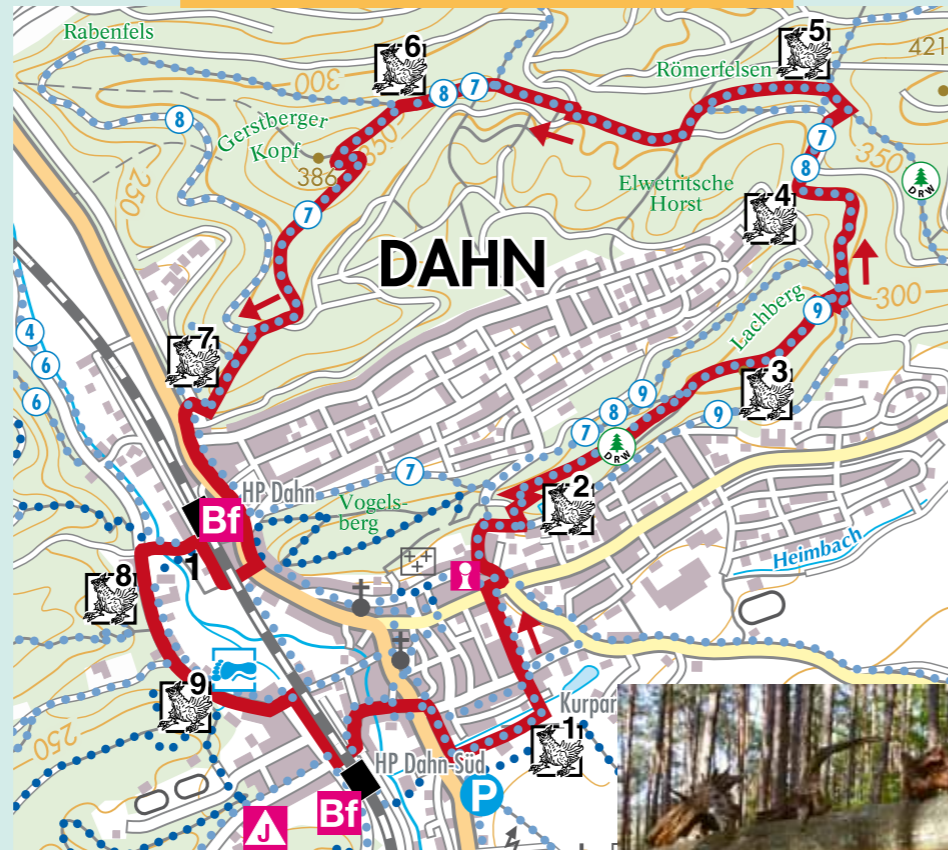 Rabenfels
6
5
421
300
Römerfelsen
8
7
8
7
350
Gerstberger
Kopf
350
386
8
DRW
250
Elwetritsche
Horst
4
7
DAHN
300
Lachberg
9
4
6
7
6
3
9
8
7
9
DRW
7
2
HP Dahn
Vogels-
berg
Bf
Heimbach
1
8
i
9
Kurpar
1
250
HP Dahn-Süd
P
Bf
J